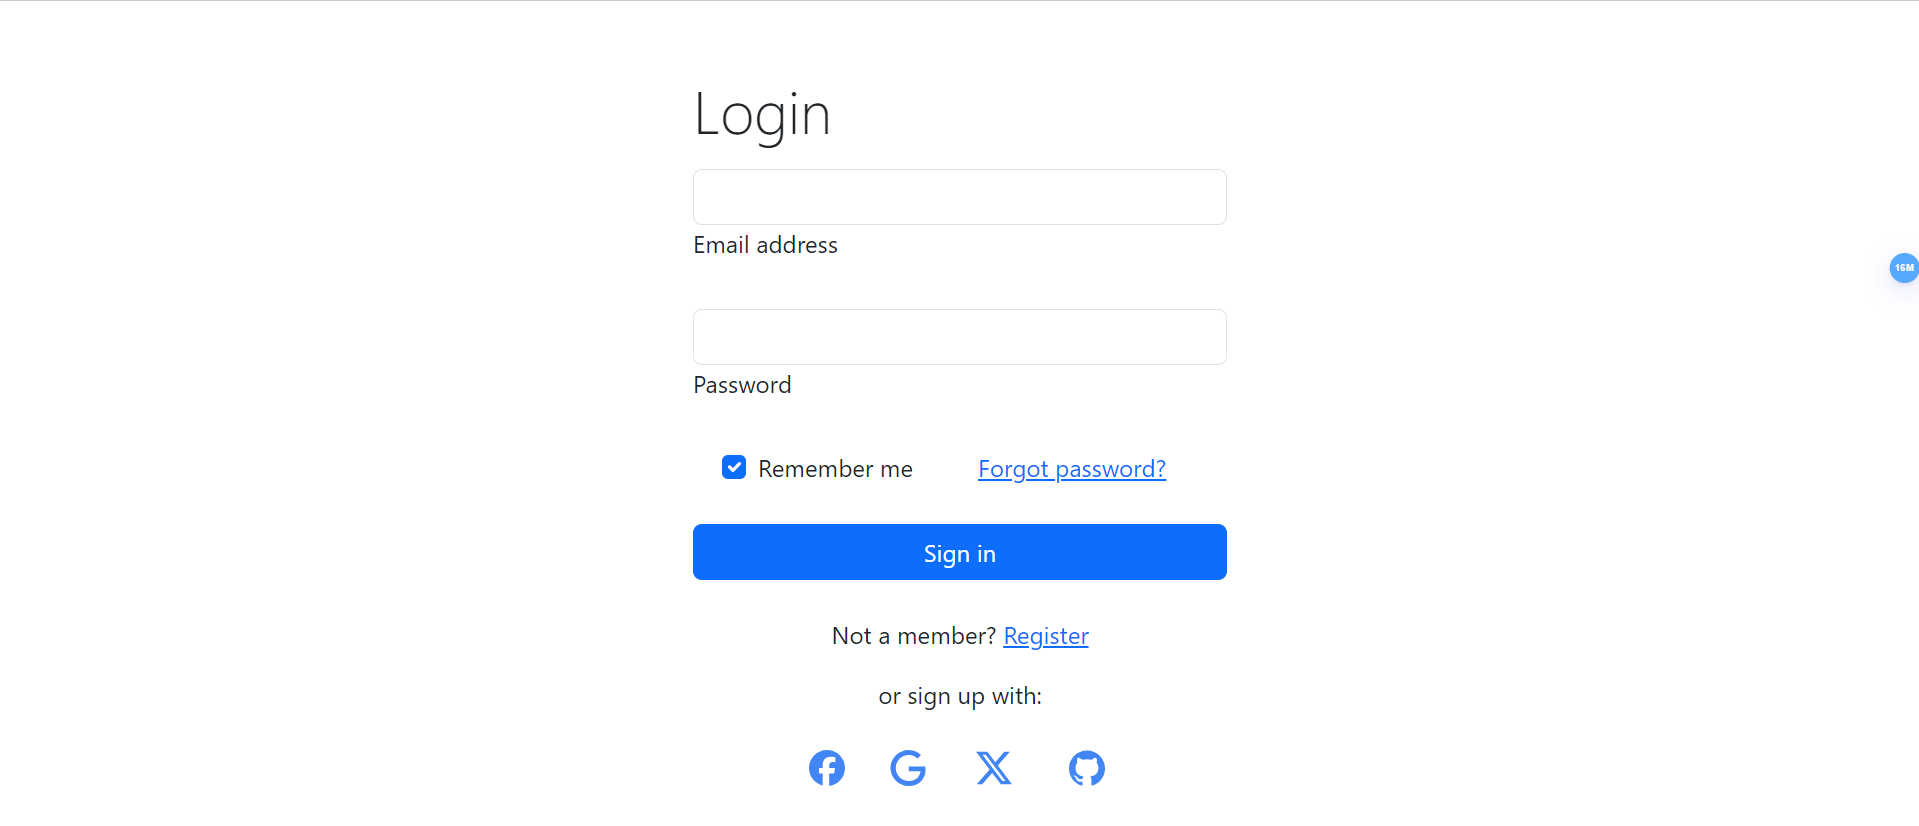 Login
Email address
16M
Password
Remember me Forgot password?
Sign in
Not a member? Register
or sign up with: